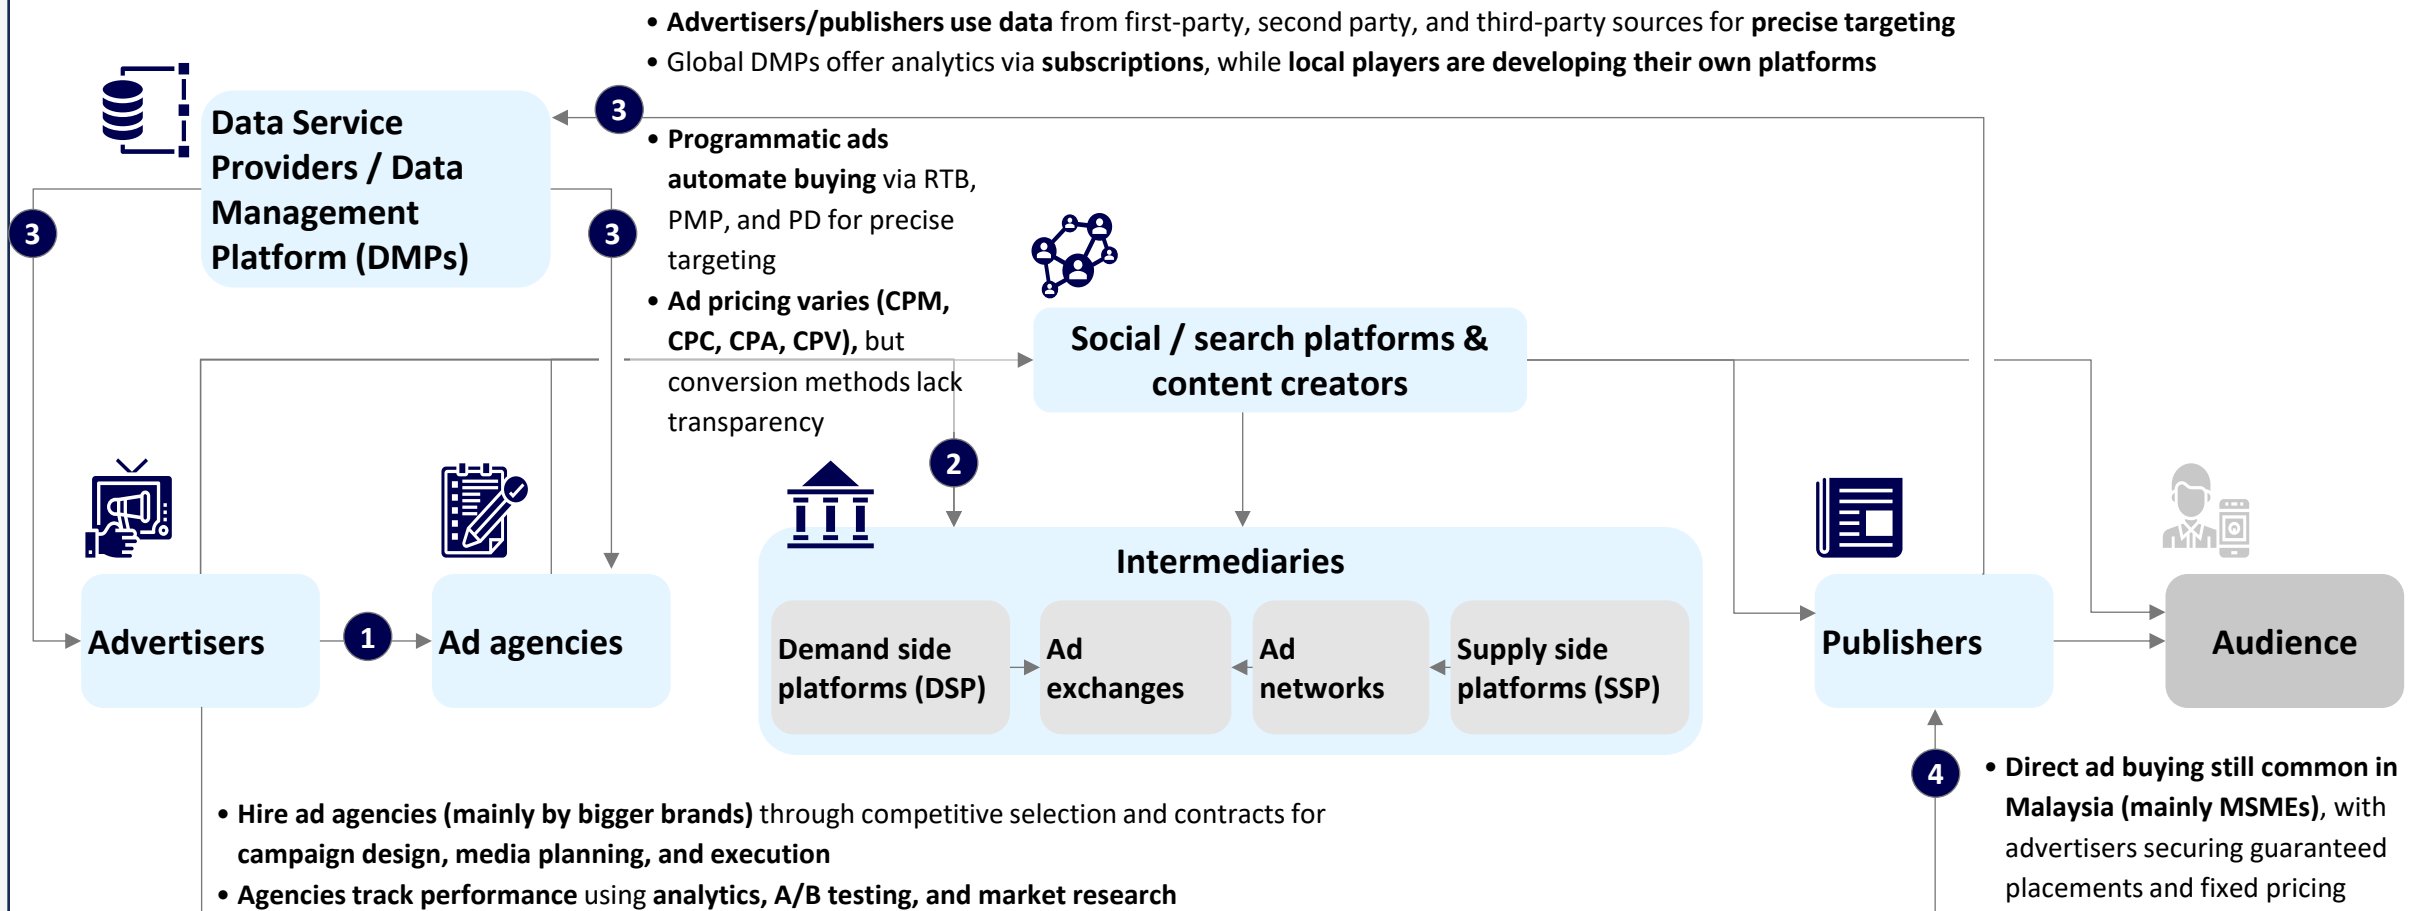 • Advertisers/publishers use data from first-party, second party, and third-party sources for precise targeting
• Global DMPs offer analytics via subscriptions, while local players are developing their own platforms
Data Service
Providers / Data
Management
Platform (DMPs)
3
3
3
• Programmatic ads
automate buying via RTB,
PMP, and PD for precise
targeting
• Ad pricing varies (CPM,
CPC, CPA, CPV), but
conversion methods lack
transparency
Social / search platforms &
content creators
2
Advertisers
1
Ad agencies
Intermediaries
Demand side
platforms (DSP)
Ad
exchanges
Ad
networks
Supply side
platforms (SSP)
Publishers
Audience
4
• Hire ad agencies (mainly by bigger brands) through competitive selection and contracts for
campaign design, media planning, and execution
• Agencies track performance using analytics, A/B testing, and market research
• Direct ad buying still common in
Malaysia (mainly MSMEs), with
advertisers securing guaranteed
placements and fixed pricing